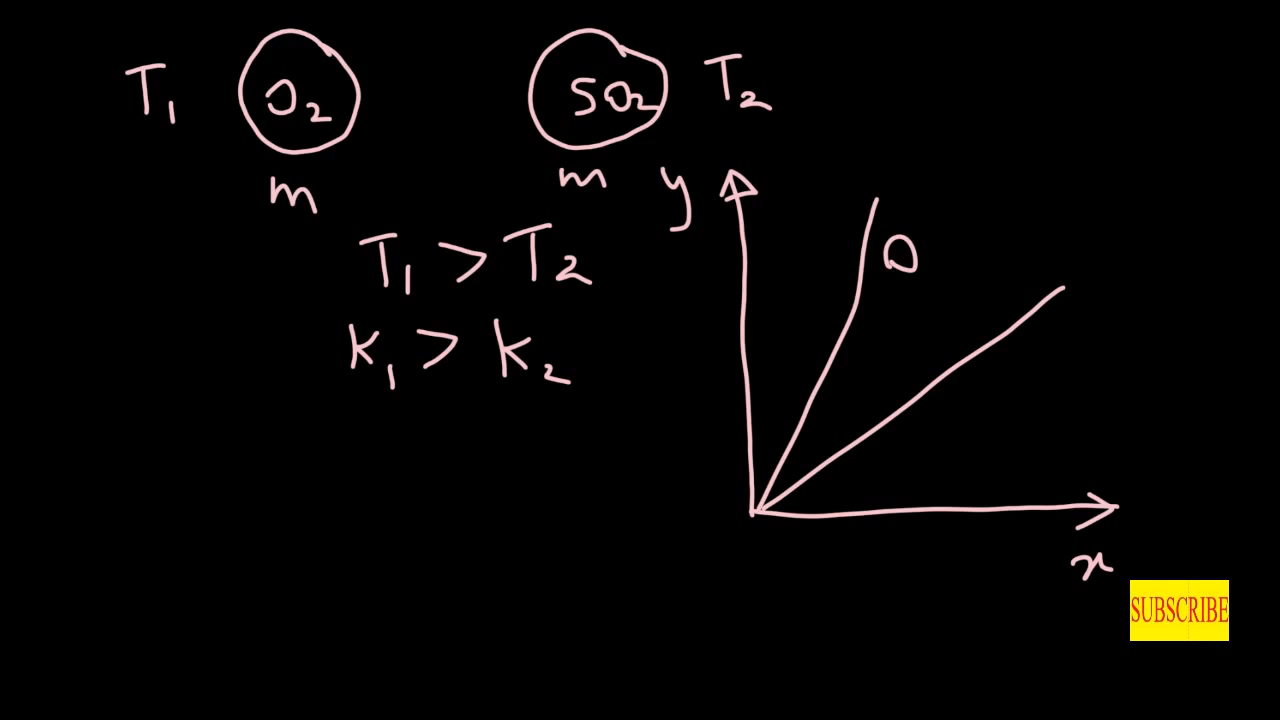 T₁ O₂ SO₂ T₂
m m
T₁ > T₂
K₁ > K₂
y
O
x
SUBSCRIBE